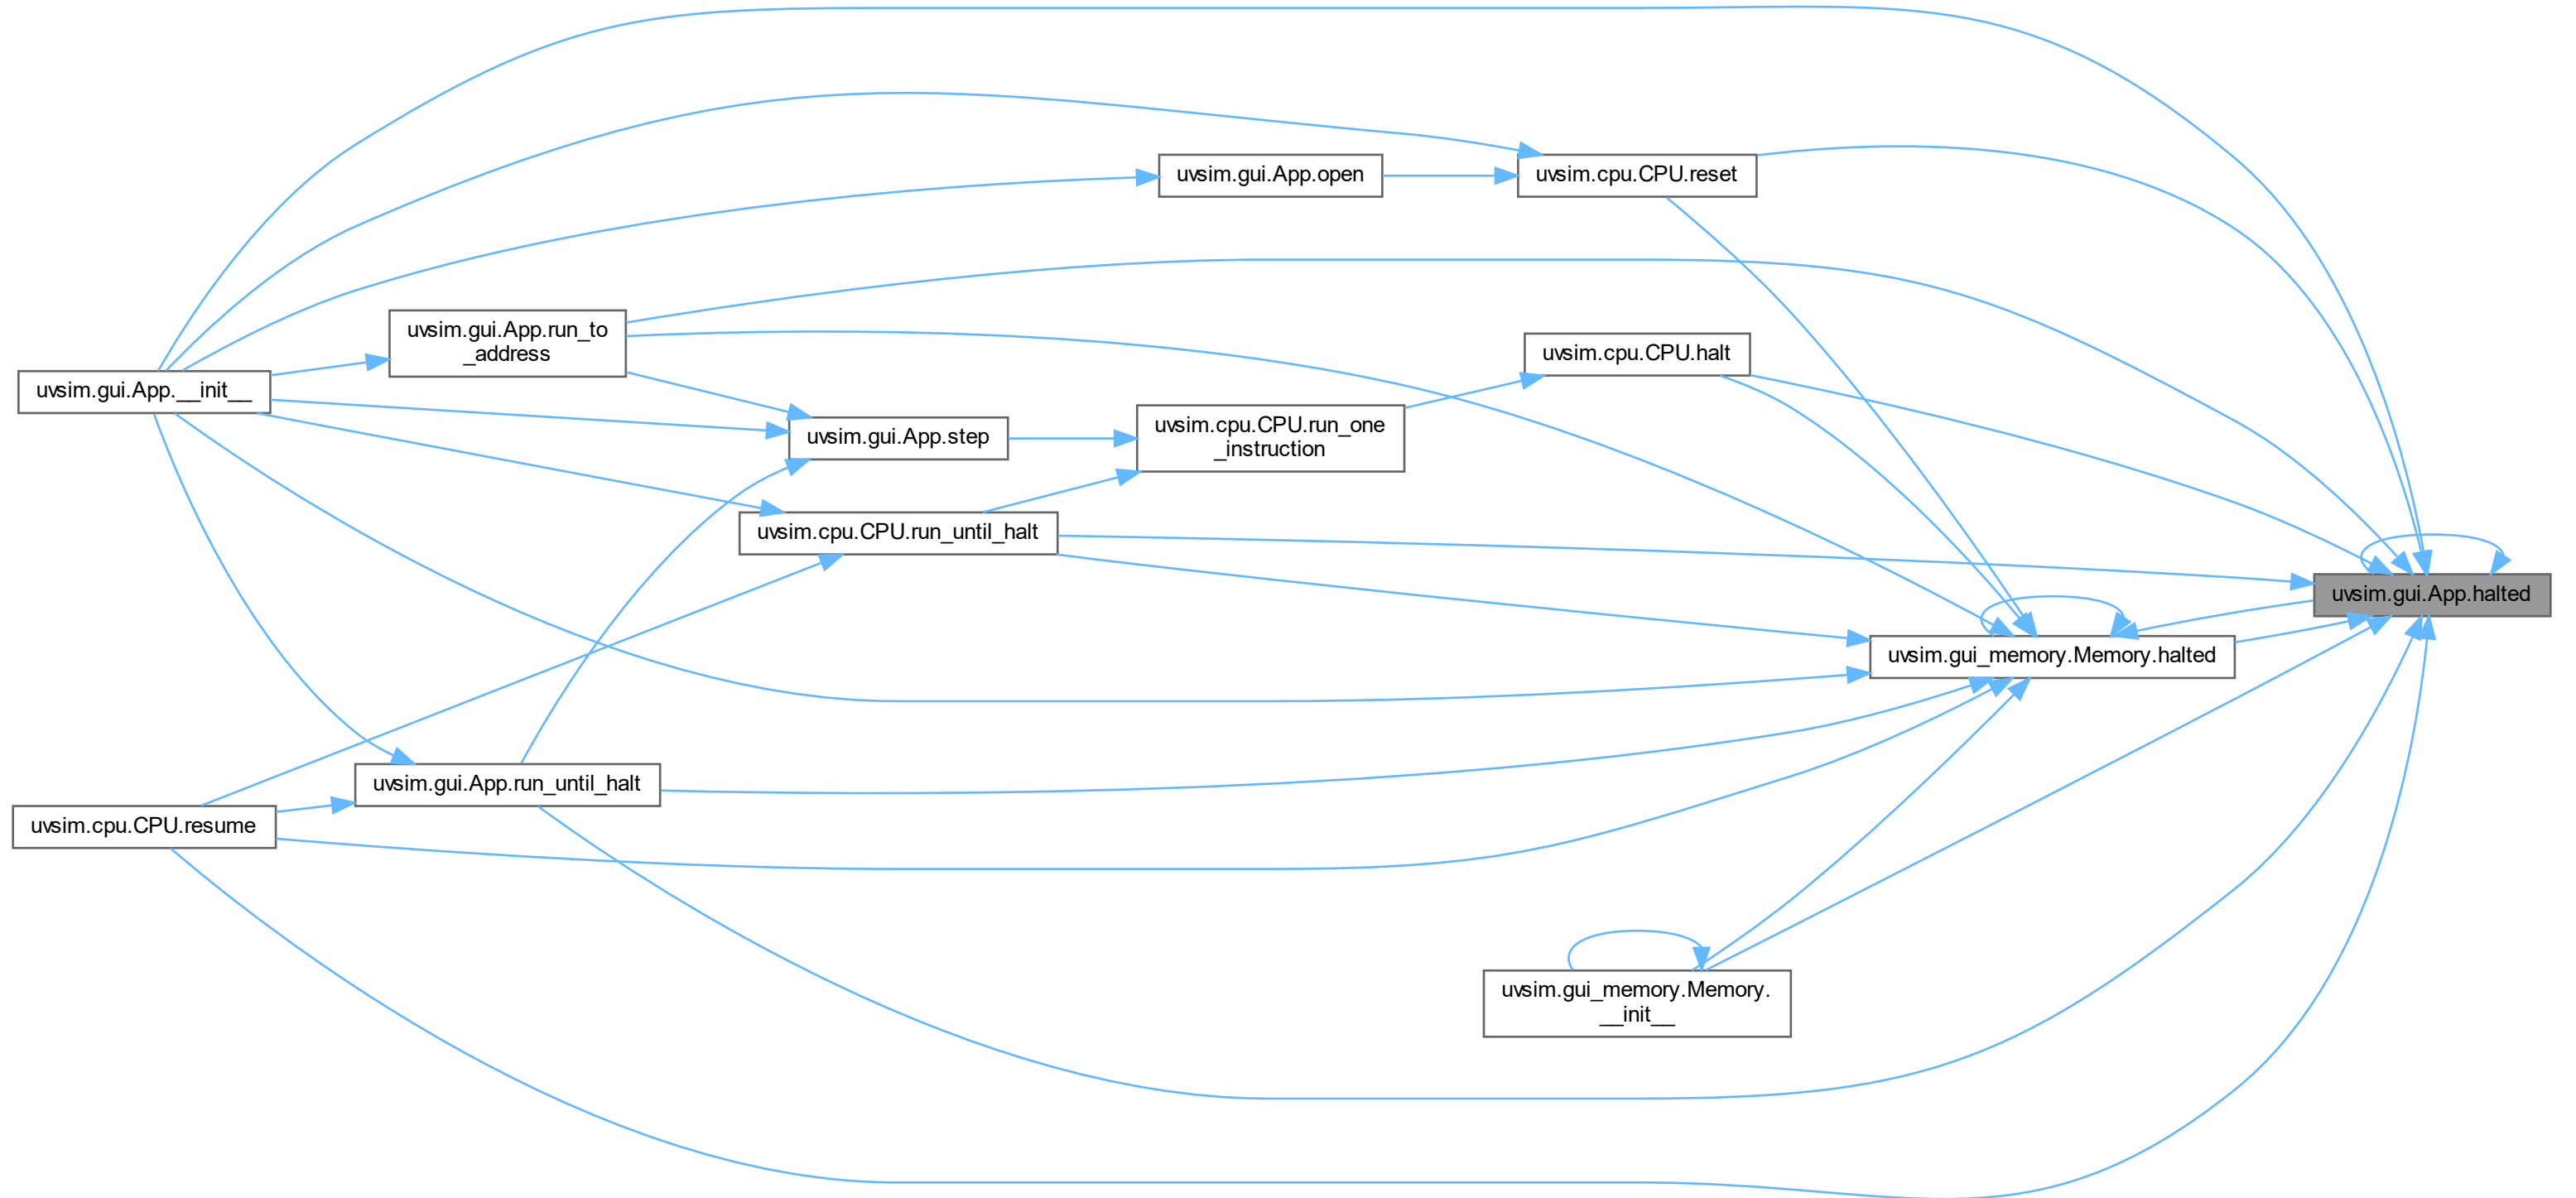 uvsim.gui.App.open
uvsim.cpu.CPU.reset
uvsim.gui.App.run_to
_address
uvsim.cpu.CPU.halt
uvsim.gui.App.__init__
uvsim.gui.App.step
uvsim.cpu.CPU.run_one
_instruction
uvsim.cpu.CPU.run_until_halt
uvsim.gui.App.halted
uvsim.gui_memory.Memory.halted
uvsim.gui.App.run_until_halt
uvsim.cpu.CPU.resume
uvsim.gui_memory.Memory.
__init__